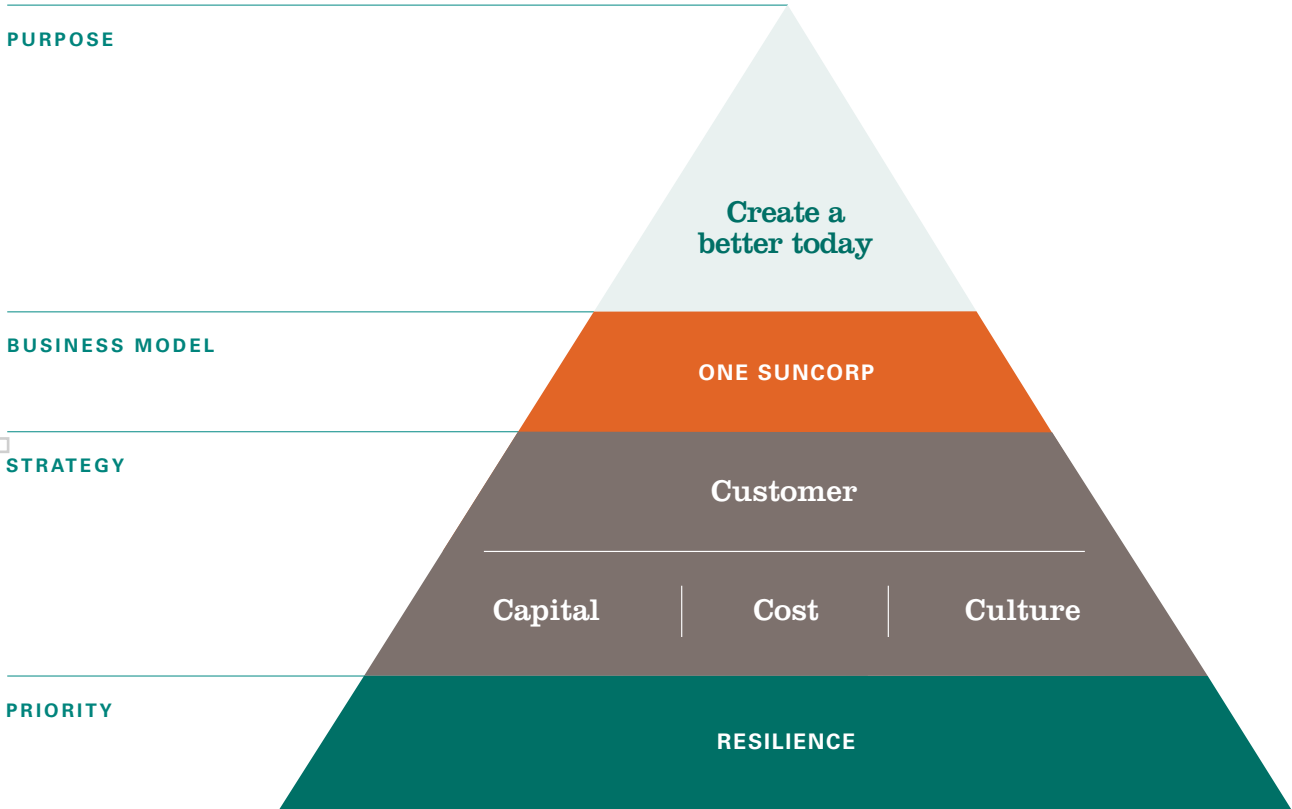 PURPOSE
Create a
better today
BUSINESS MODEL
ONE SUNCORP
STRATEGY
Customer
Capital
Cost
Culture
PRIORITY
RESILIENCE